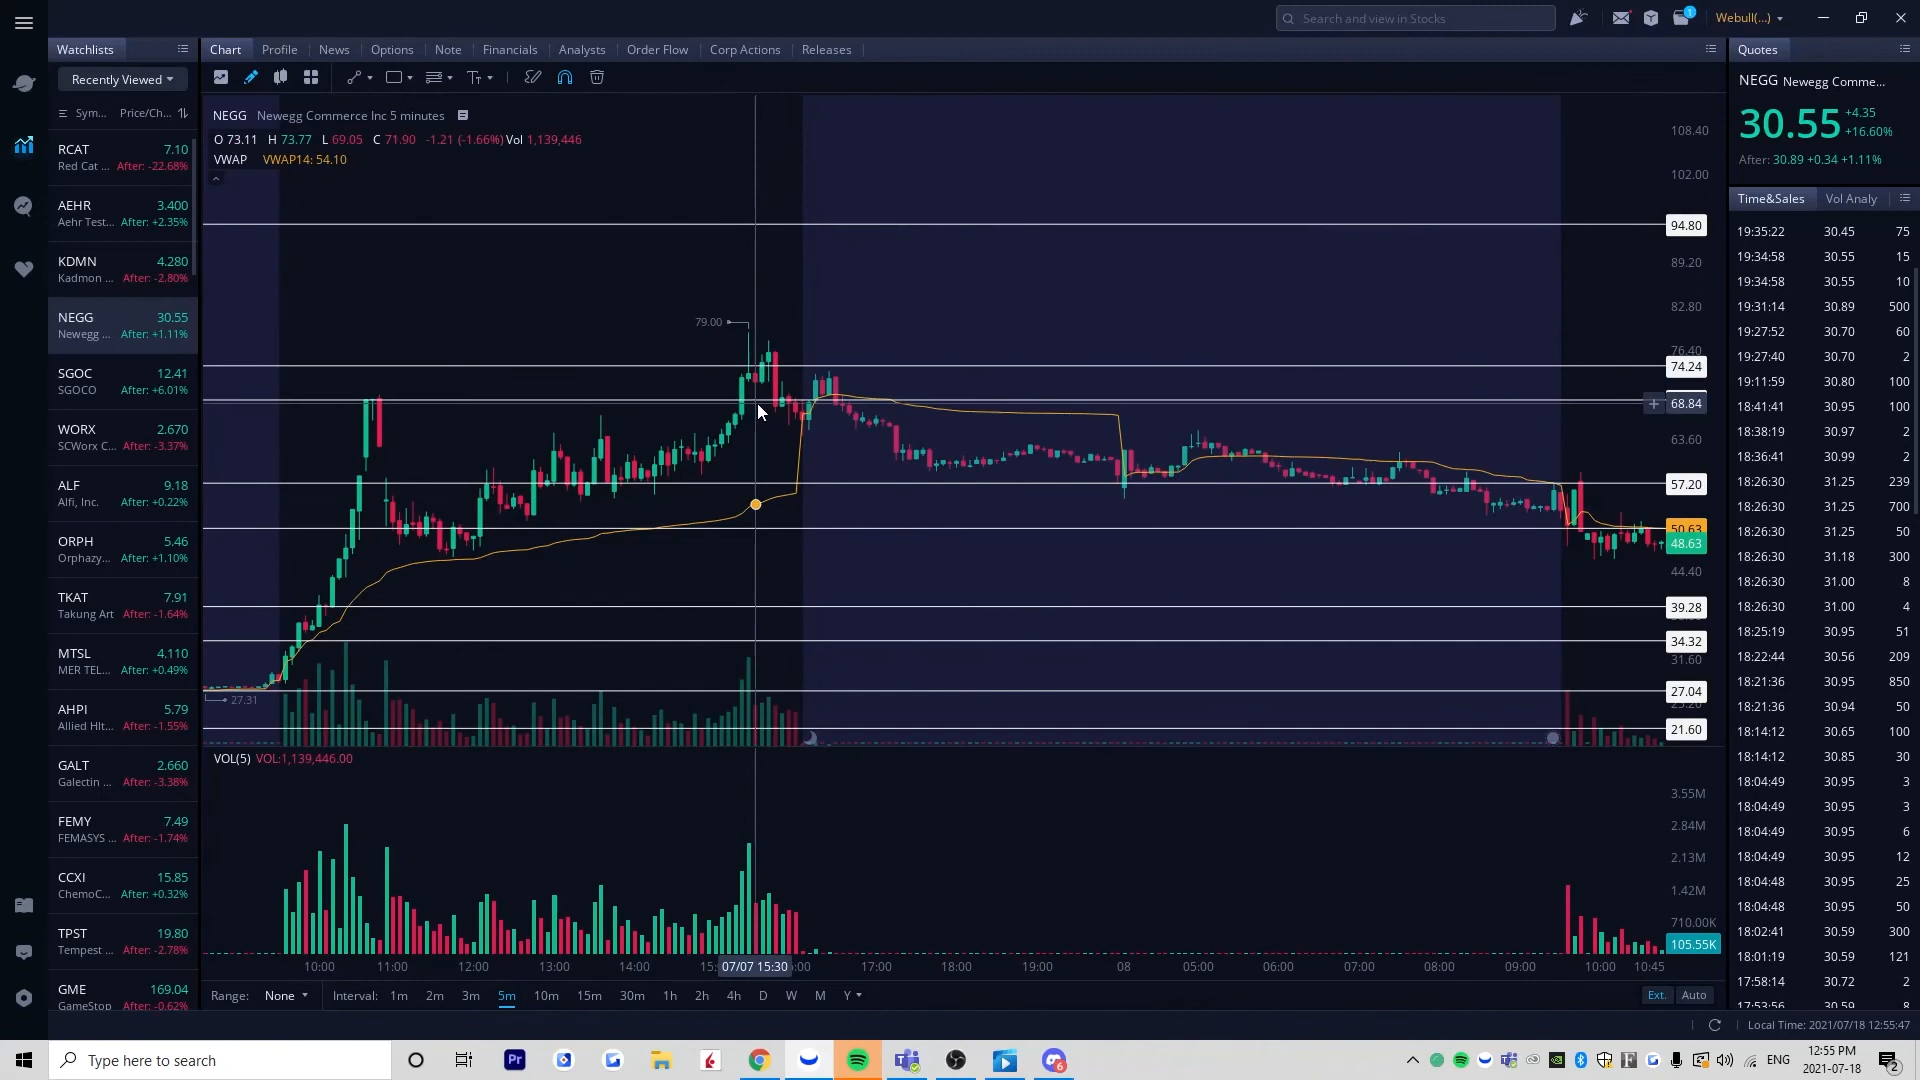 Search and view in Stocks
1
Webull(...)
Watchlists
Recently Viewed
Sym... Price/Ch...
RCAT 7.10
Red Cat ... After: -22.68%
AEHR 3.400
Aehr Test... After: +2.35%
KDMN 4.280
Kadmon ... After: -2.80%
NEGG 30.55
Newegg ... After: +1.11%
SGOC 12.41
SGOCO After: +6.01%
WORX 2.670
SCWorx C... After: -3.37%
ALF 9.18
Alfi, Inc. After: +0.22%
ORPH 5.46
Orphazy... After: +1.10%
TKAT 7.91
Takung Art After: -1.64%
MTSL 4.110
MER TEL... After: +0.49%
AHPI 5.79
Allied Hlt... After: -1.55%
GALT 2.660
Galectin ... After: -3.38%
FEMY 7.49
FEMASYS ... After: -1.74%
CCXI 15.85
ChemoC... After: +0.32%
TPST 19.80
Tempest ... After: -2.78%
GME 169.04
GameStop After: -0.62%
Chart Profile News Options Note Financials Analysts Order Flow Corp Actions Releases
NEGG Newegg Commerce Inc 5 minutes
O 73.11 H 73.77 L 69.05 C 71.90 -1.21 (-1.66%) Vol 1,139,446
VWAP VWAP14: 54.10
108.40
102.00
94.80
89.20
82.80
79.00
76.40
74.24
68.84
63.60
57.20
50.63
48.63
44.40
39.28
34.32
31.60
27.04
27.31
21.60
VOL(5) VOL:1,139,446.00
3.55M
2.84M
2.13M
1.42M
710.00K
105.55K
10:00 11:00 12:00 13:00 14:00 07/07 15:30 17:00 18:00 19:00 08 05:00 06:00 07:00 08:00 09:00 10:00 10:45
Range: None Interval: 1m 2m 3m 5m 10m 15m 30m 1h 2h 4h D W M Y Ext. Auto
Quotes
NEGG Newegg Comme...
30.55 +4.35
+16.60%
After: 30.89 +0.34 +1.11%
Time&Sales Vol Analy
19:35:22 30.45 75
19:34:58 30.55 15
19:34:58 30.55 10
19:31:14 30.89 500
19:27:52 30.70 60
19:27:40 30.70 2
19:11:59 30.80 100
18:41:41 30.95 100
18:38:19 30.97 2
18:36:41 30.99 2
18:26:30 31.25 239
18:26:30 31.25 700
18:26:30 31.25 50
18:26:30 31.18 300
18:26:30 31.00 8
18:26:30 31.00 4
18:25:19 30.95 51
18:22:44 30.56 209
18:21:36 30.95 850
18:21:36 30.94 50
18:14:12 30.65 100
18:14:12 30.85 30
18:04:49 30.95 3
18:04:49 30.95 3
18:04:49 30.95 6
18:04:49 30.95 12
18:04:48 30.95 25
18:04:48 30.95 50
18:02:41 30.59 300
18:01:19 30.59 121
17:58:14 30.72 2
17:53:56 30.59 8
Local Time: 2021/07/18 12:55:47
Type here to search
Pr
6
ENG
12:55 PM
2021-07-18
2